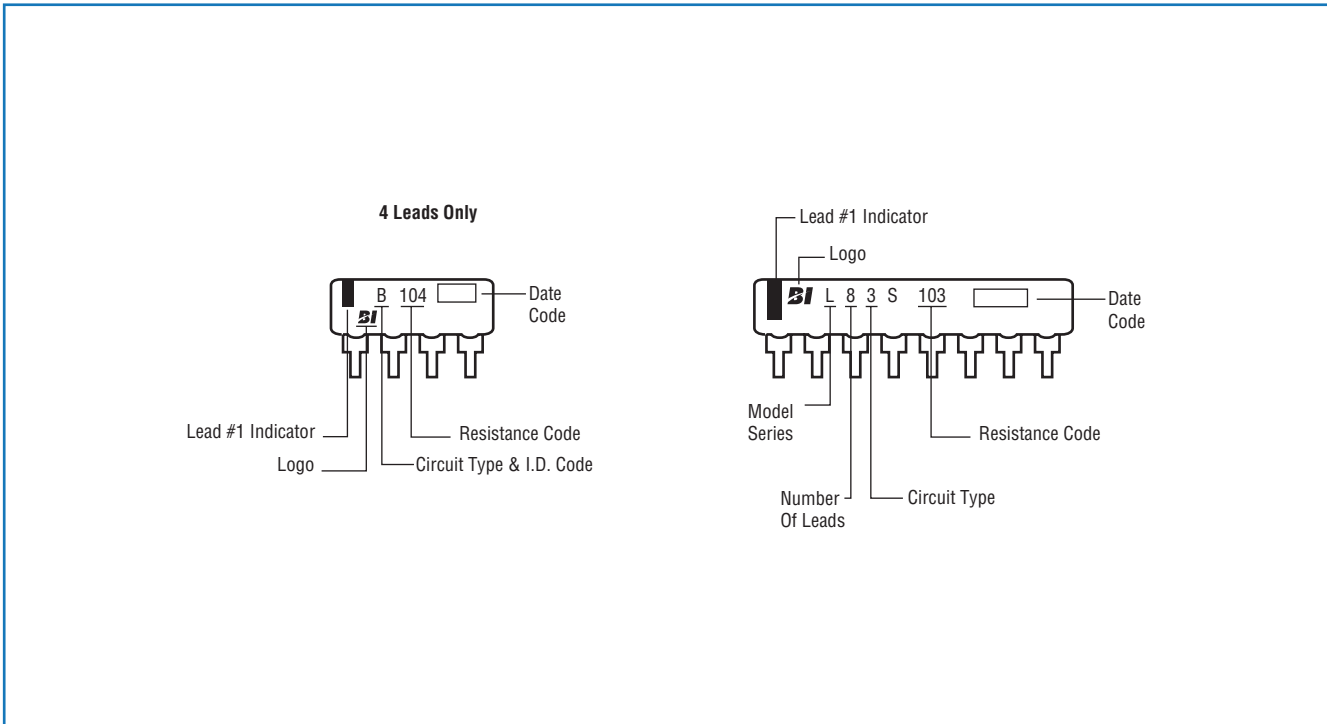 4 Leads Only
B 104
BI
Date
Code
Lead #1 Indicator
Logo
Resistance Code
Circuit Type & I.D. Code
Lead #1 Indicator
Logo
BI L 8 3 S 103
Date
Code
Model
Series
Resistance Code
Number
Of Leads
Circuit Type